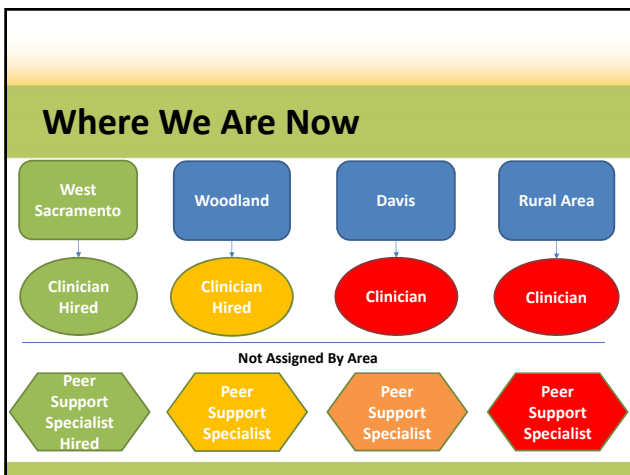 Where We Are Now
West
Sacramento
Woodland
Davis
Rural Area
Clinician
Hired
Clinician
Hired
Clinician
Clinician
Not Assigned By Area
Peer
Support
Specialist
Hired
Peer
Support
Specialist
Peer
Support
Specialist
Peer
Support
Specialist